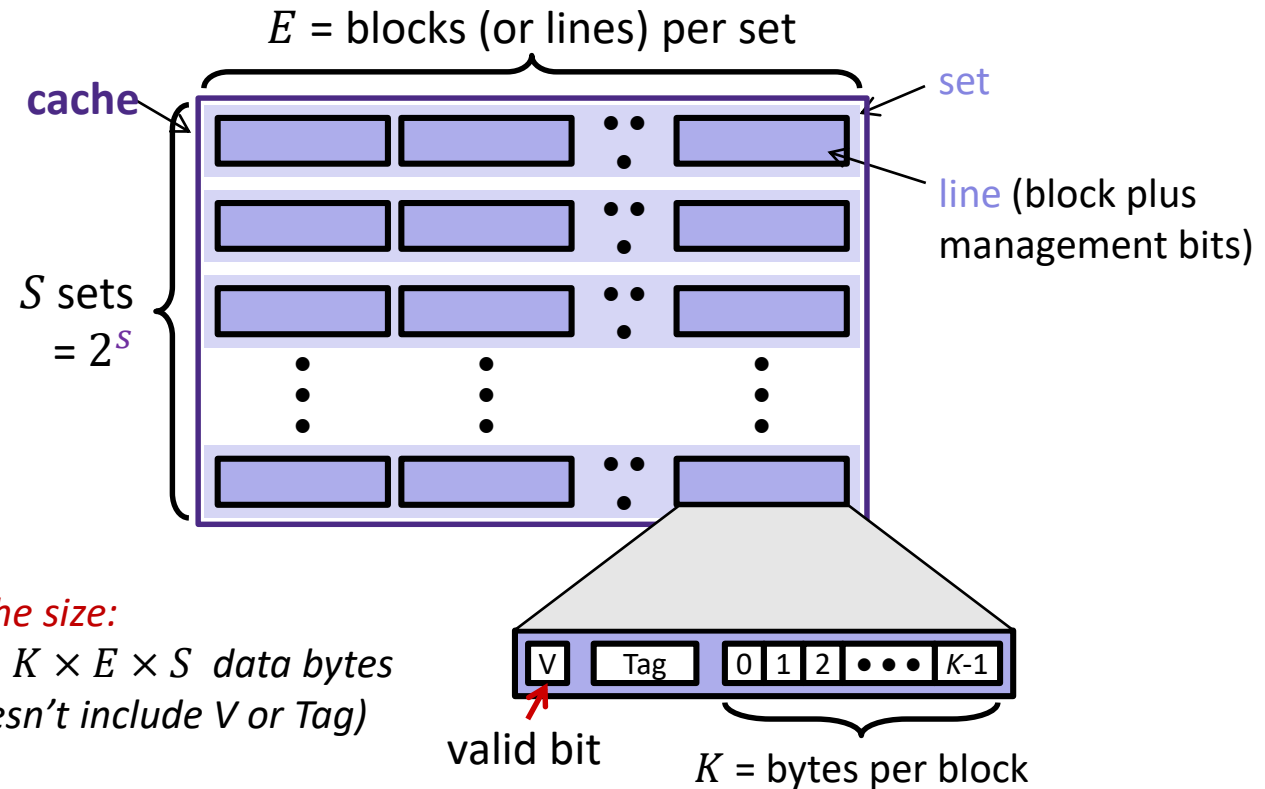 E = blocks (or lines) per set
cache
set
line (block plus
management bits)
S sets
= 2^s
he size:
K × E × S data bytes
esn’t include V or Tag)
V Tag 0 1 2 ••• K-1
valid bit
K = bytes per block